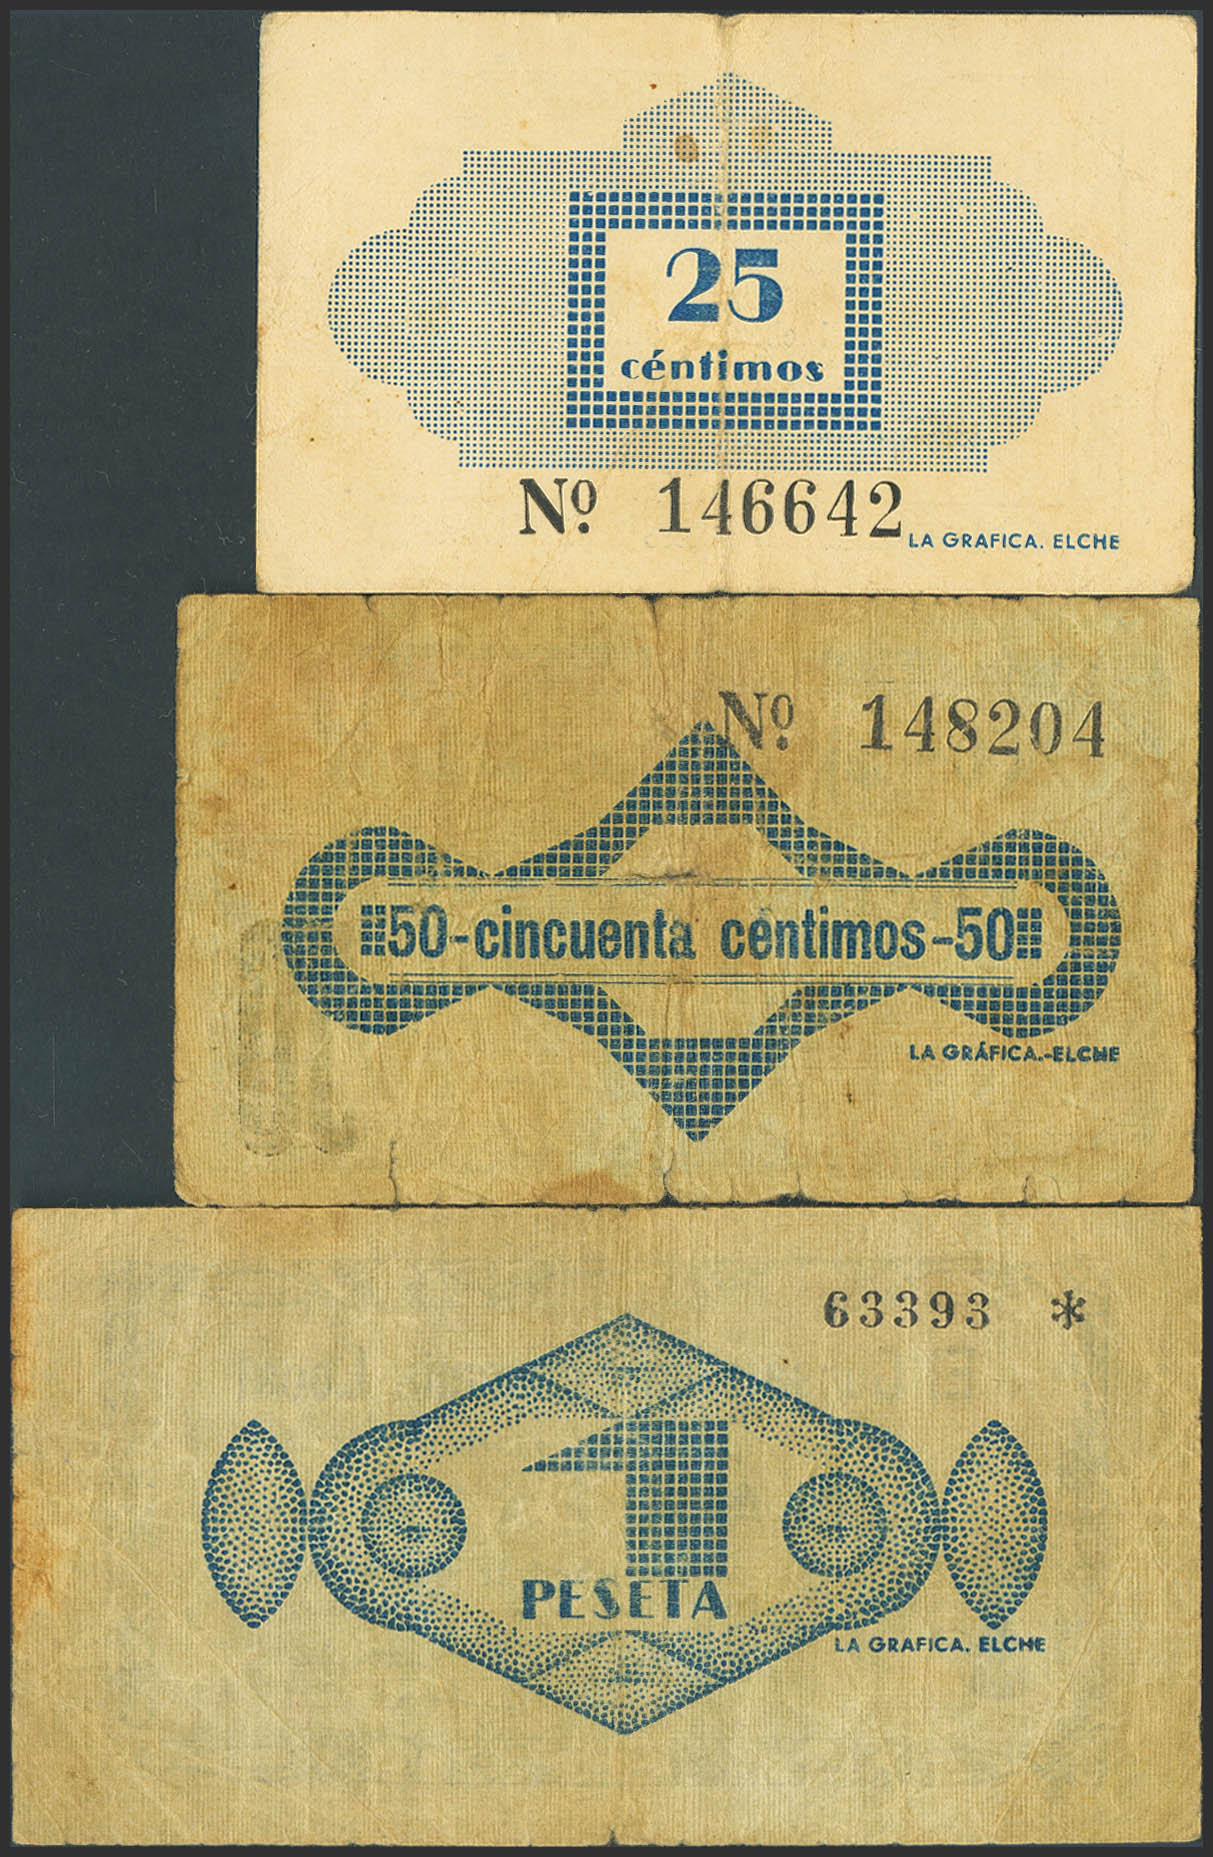 25
céntimos
Nº 146642
LA GRAFICA. ELCHE
Nº 148204
50-cincuenta céntimos-50
LA GRÁFICA.-ELCHE
63393 *
1
PESETA
LA GRAFICA. ELCHE